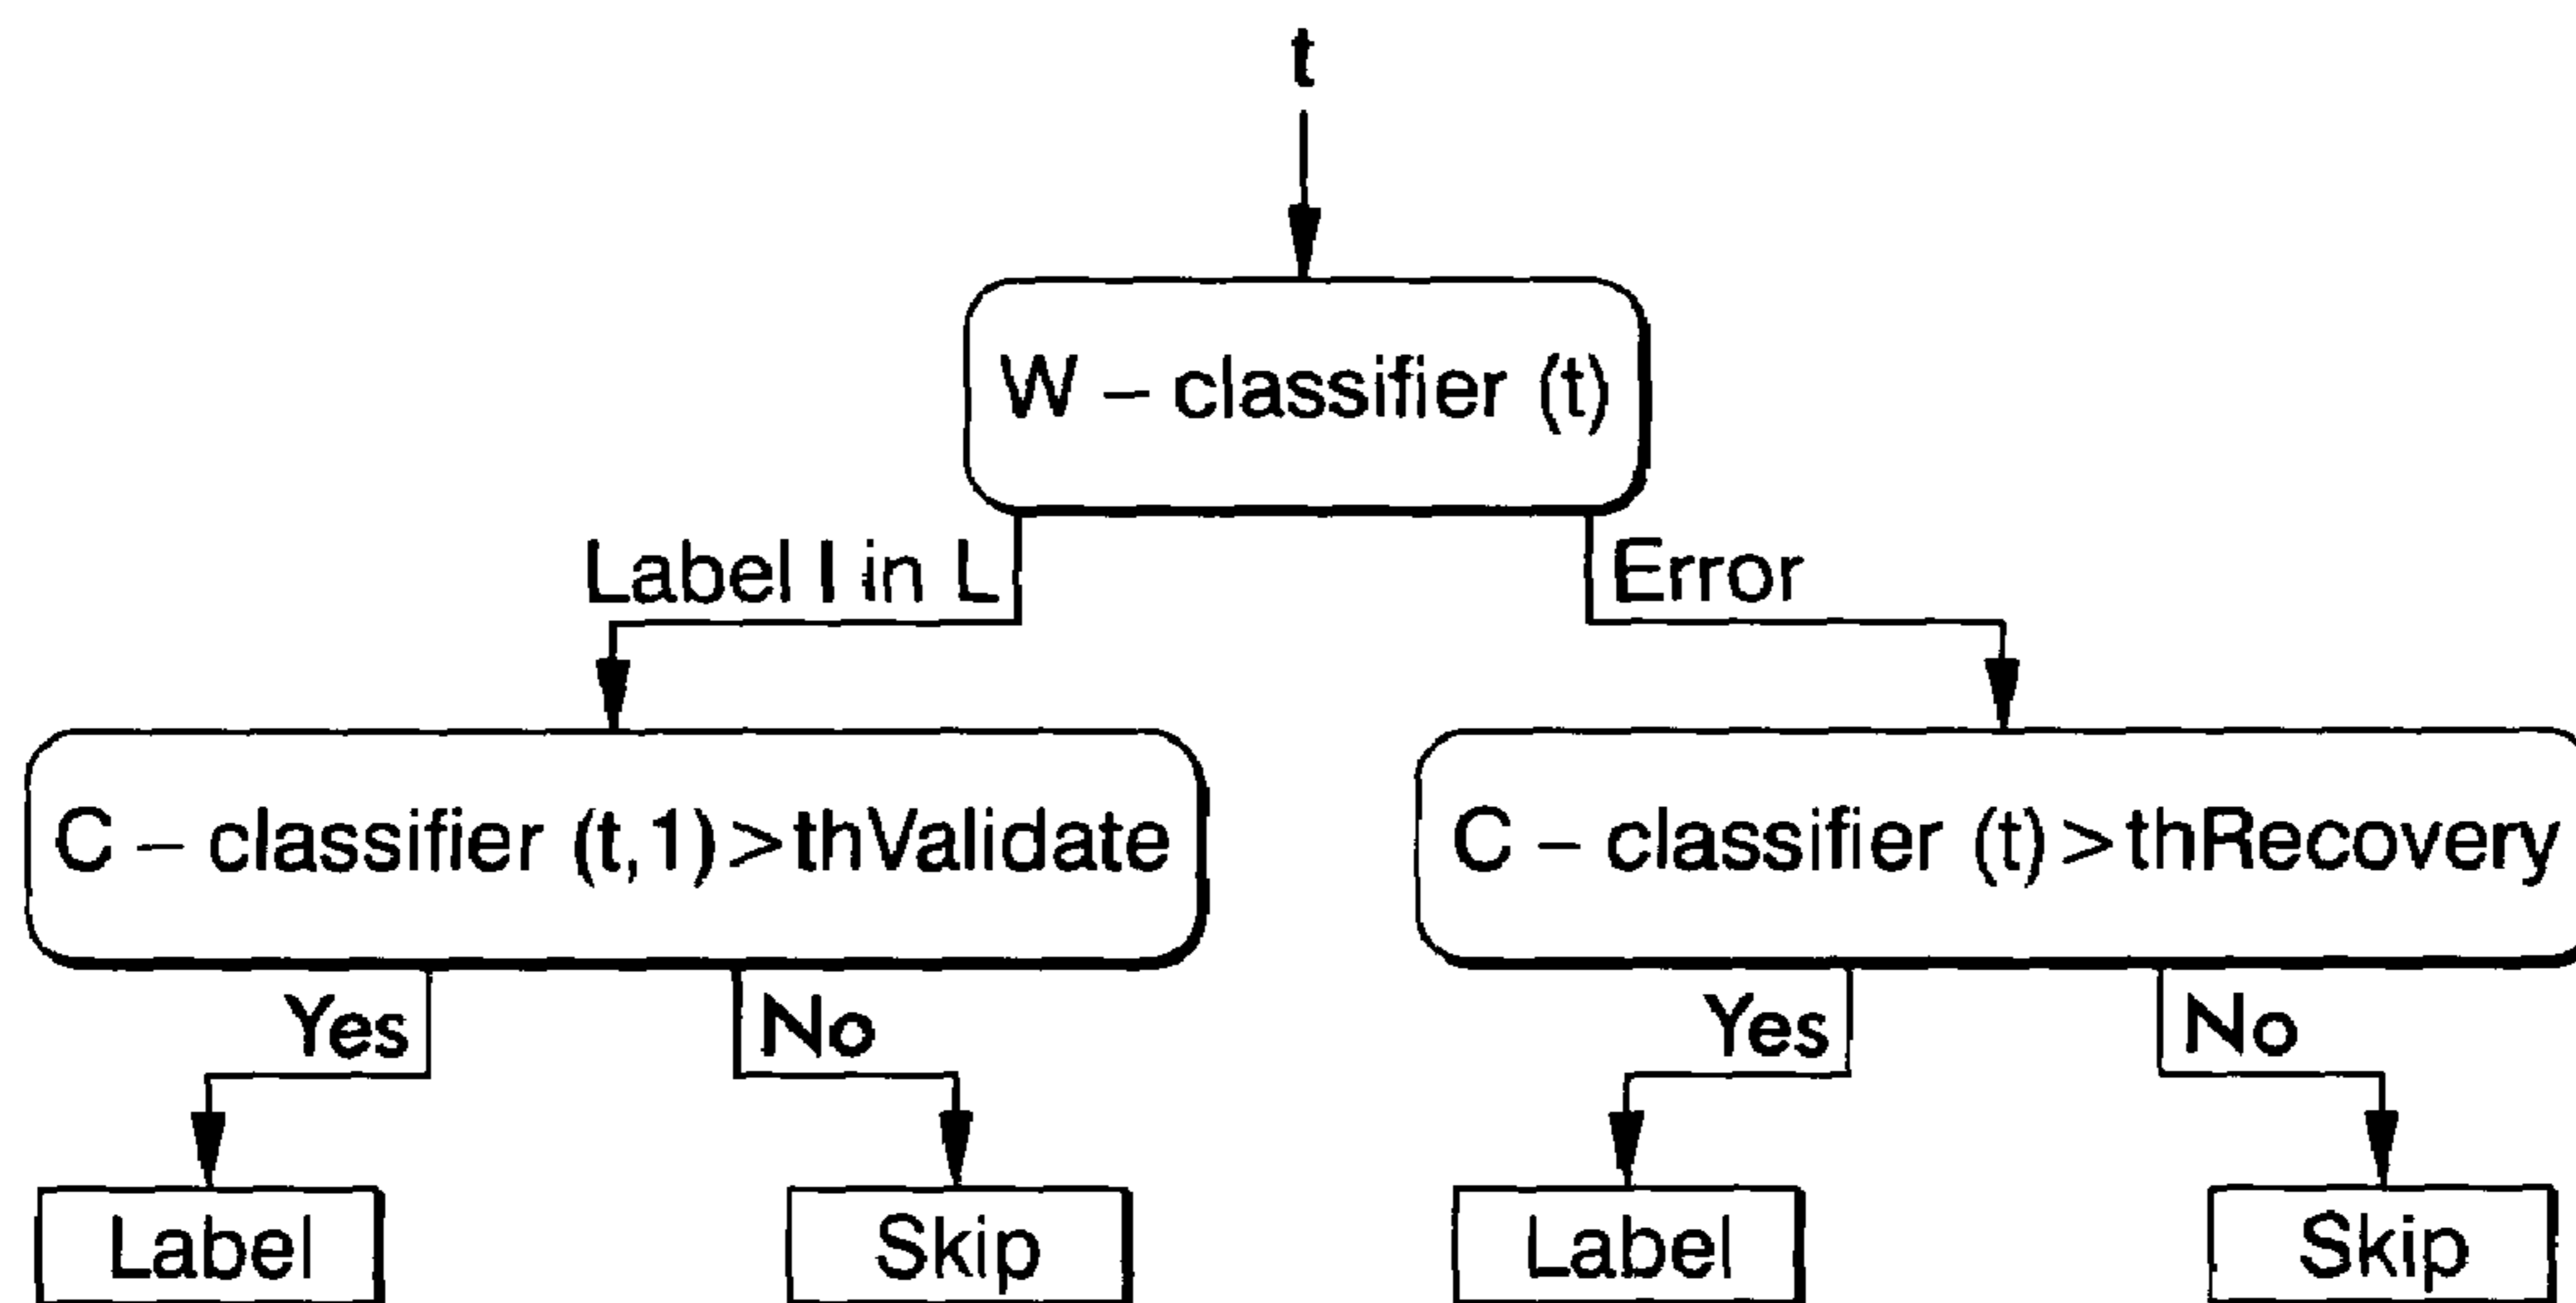 t
W – classifier (t)
Label l in L
Error
C – classifier (t,1)>thValidate
C – classifier (t)>thRecovery
Yes
No
Yes
No
Label
Skip
Label
Skip